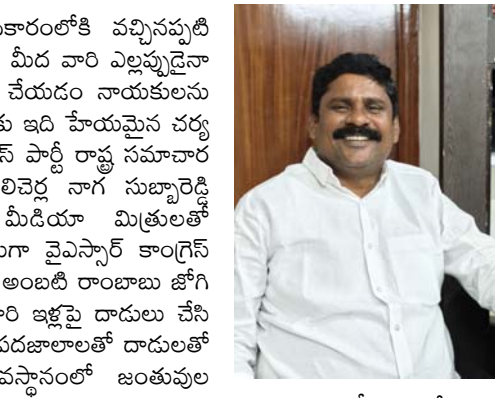 కారంలోకి వచ్చినప్పటి
మీద వారి ఎల్లప్పుడైనా
చేయడం నాయకులను
కు ఇది హేయమైన చర్య
స్ పార్టీ రాష్ట్ర సమాచార
లిచెర్ల నాగ సుబ్బారెడ్డి
మీడియా మిత్రులతో
ుగా వైఎస్సార్ కాంగ్రెస్
అంబటి రాంబాబు జోగి
ారి ఇళ్లపై దాడులు చేసి
పదజాలాలతో దాడులతో
వస్థానంలో జంతువుల